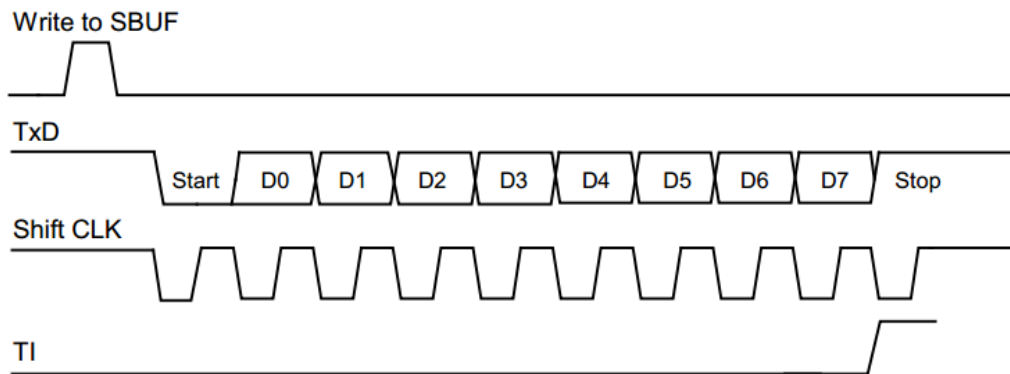 Write to SBUF
TxD
Start D0 D1 D2 D3 D4 D5 D6 D7 Stop
Shift CLK
TI